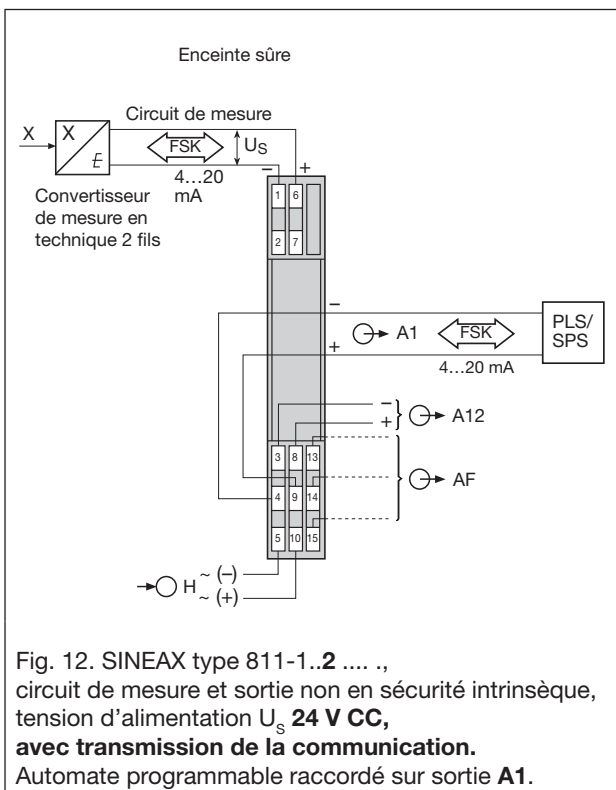 Enceinte sûre
Circuit de mesure
X
X
E
FSK
U_S
4…20
mA
– +
Convertisseur
de mesure en
technique 2 fils
1 6
2 7
–
+
A1
FSK
4…20 mA
PLS/
SPS
–
+
A12
3 8 13
4 9 14
5 10 15
AF
H ~ (–)
~ (+)
Fig. 12. SINEAX type 811-1..2 .... .,
circuit de mesure et sortie non en sécurité intrinsèque,
tension d’alimentation U_S 24 V CC,
avec transmission de la communication.
Automate programmable raccordé sur sortie A1.